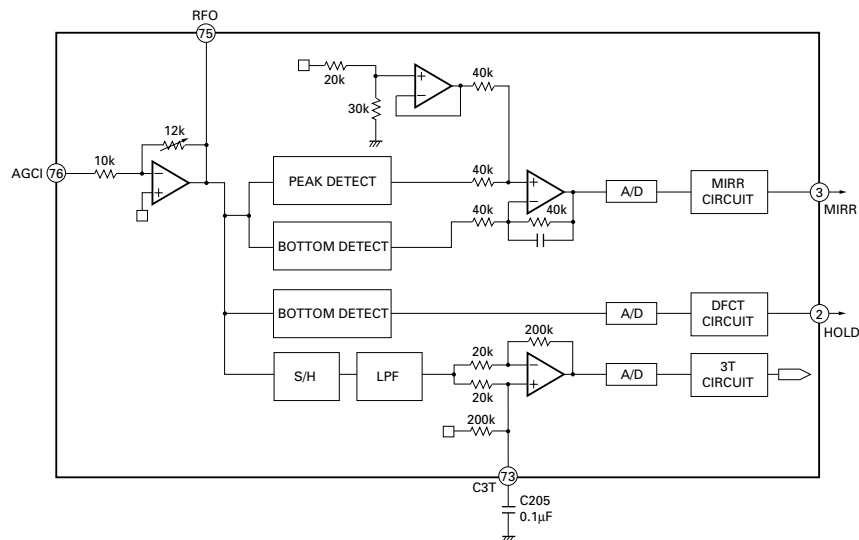 RFO
75
20k
30k
40k
12k
AGCI
76
10k
PEAK DETECT
40k
+
−
A/D
MIRR
CIRCUIT
3
MIRR
40k
40k
BOTTOM DETECT
BOTTOM DETECT
A/D
DFCT
CIRCUIT
2
HOLD
200k
S/H
LPF
20k
20k
A/D
3T
CIRCUIT
200k
73
C3T
C205
0.1μF